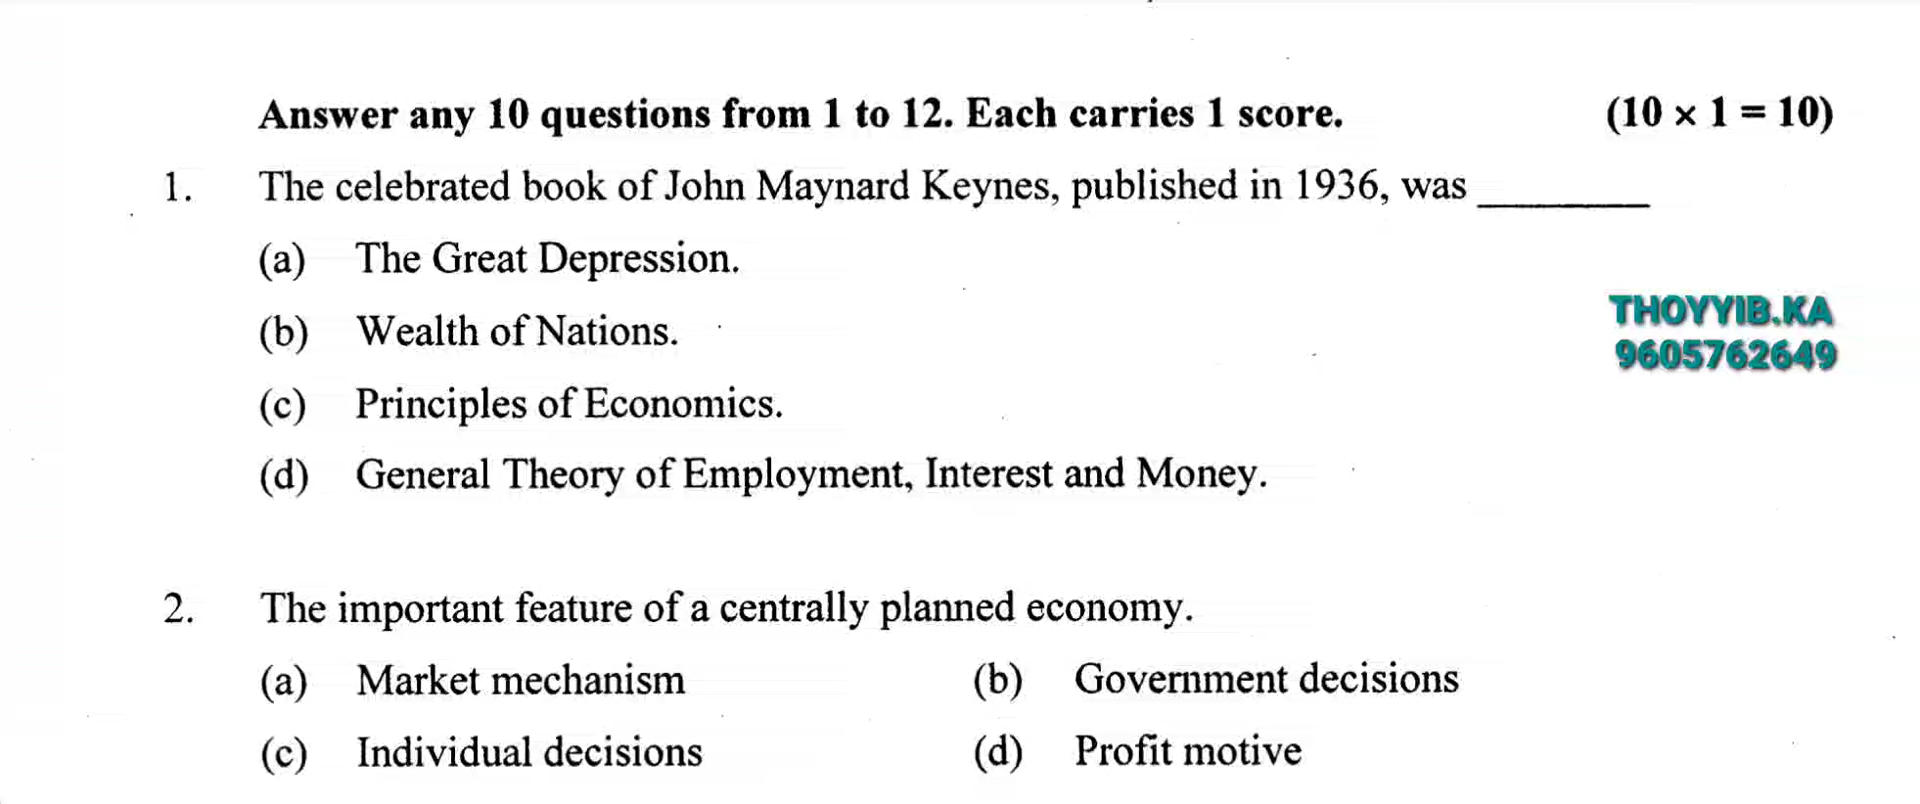 Answer any 10 questions from 1 to 12. Each carries 1 score. (10 × 1 = 10)
1. The celebrated book of John Maynard Keynes, published in 1936, was ________
(a) The Great Depression.
(b) Wealth of Nations.
THOYYIB.KA
9605762649
(c) Principles of Economics.
(d) General Theory of Employment, Interest and Money.
2. The important feature of a centrally planned economy.
(a) Market mechanism (b) Government decisions
(c) Individual decisions (d) Profit motive